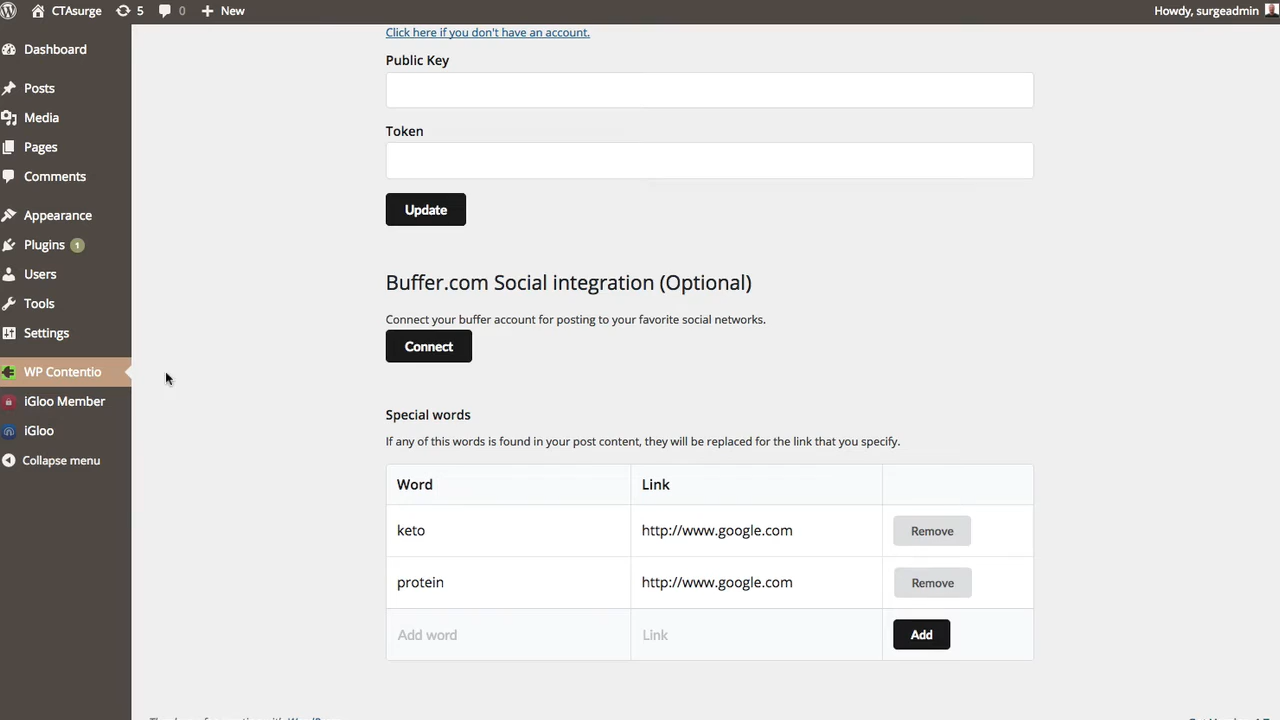 CTAsurge 5 0 New Howdy, surgeadmin
Dashboard
Posts
Media
Pages
Comments
Appearance
Plugins 1
Users
Tools
Settings
WP Contentio
iGloo Member
iGloo
Collapse menu
Click here if you don't have an account.
Public Key
Token
Update
Buffer.com Social integration (Optional)
Connect your buffer account for posting to your favorite social networks.
Connect
Special words
If any of this words is found in your post content, they will be replaced for the link that you specify.
Word Link
keto http://www.google.com Remove
protein http://www.google.com Remove
Add word Link Add